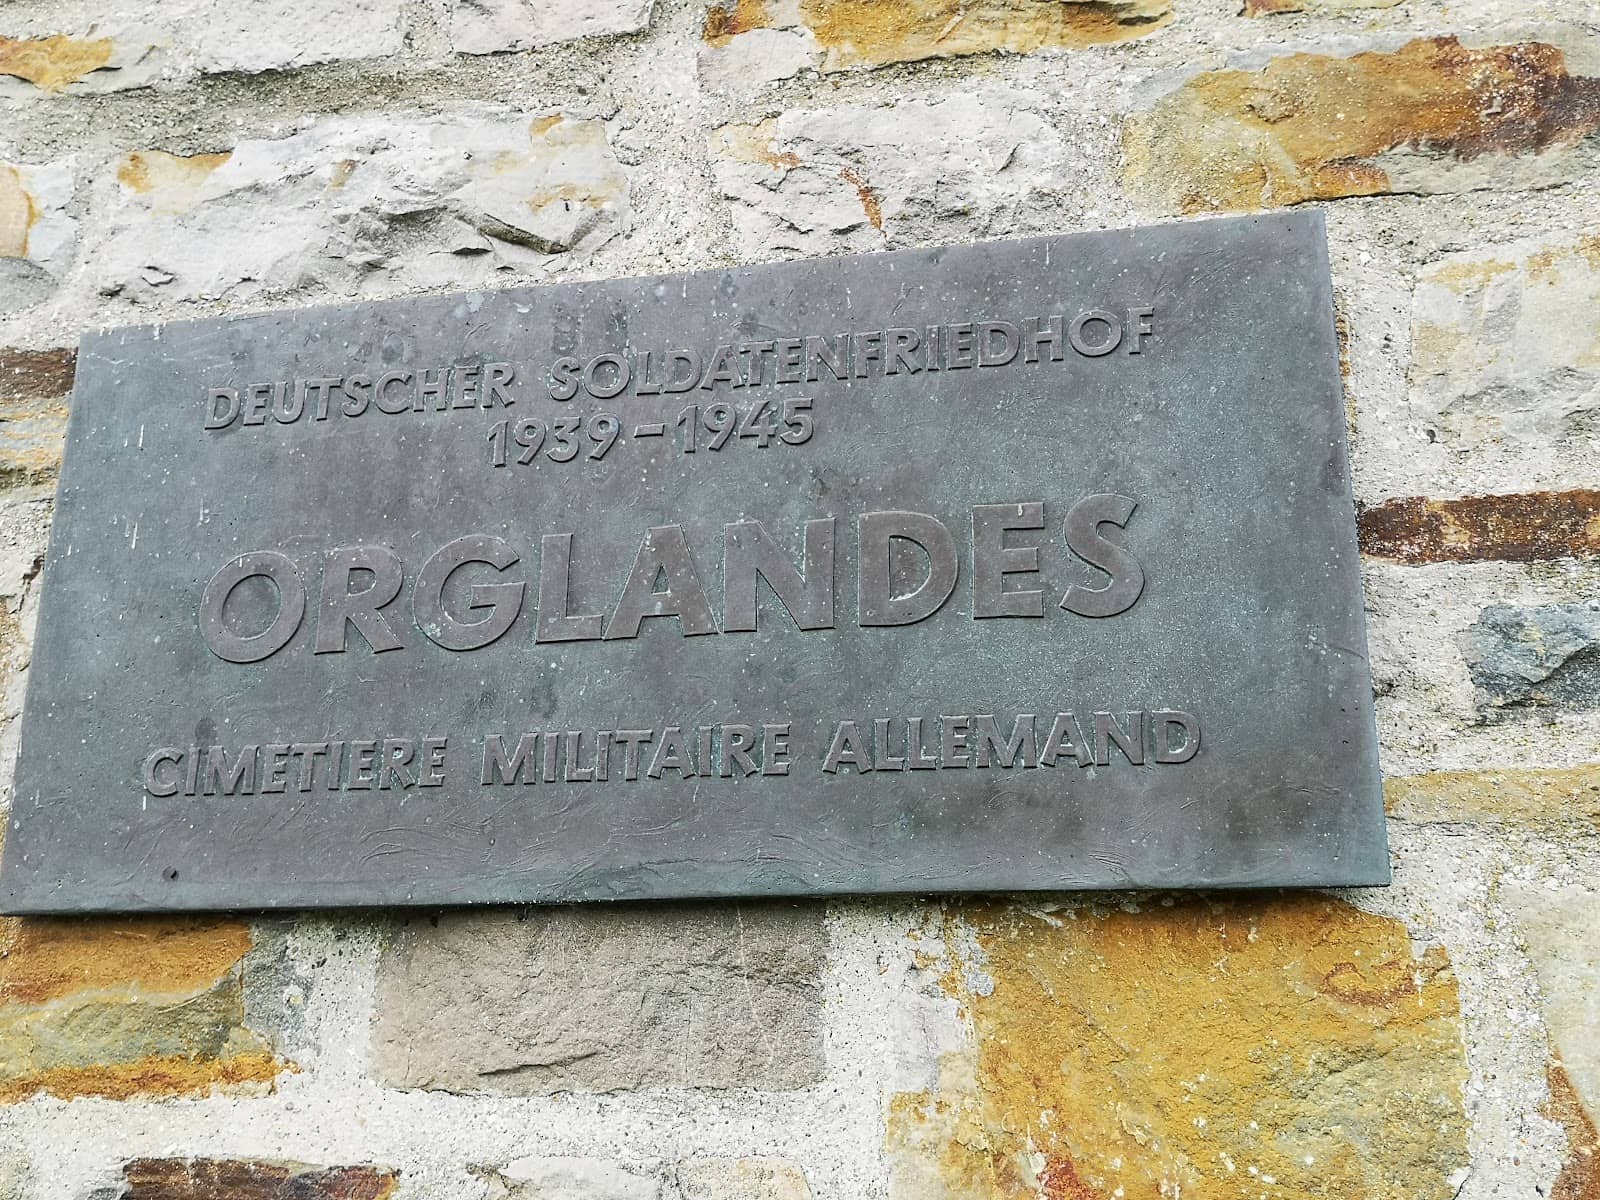 DEUTSCHER SOLDATENFRIEDHOF
1939-1945
ORGLANDES
CIMETIERE MILITAIRE ALLEMAND